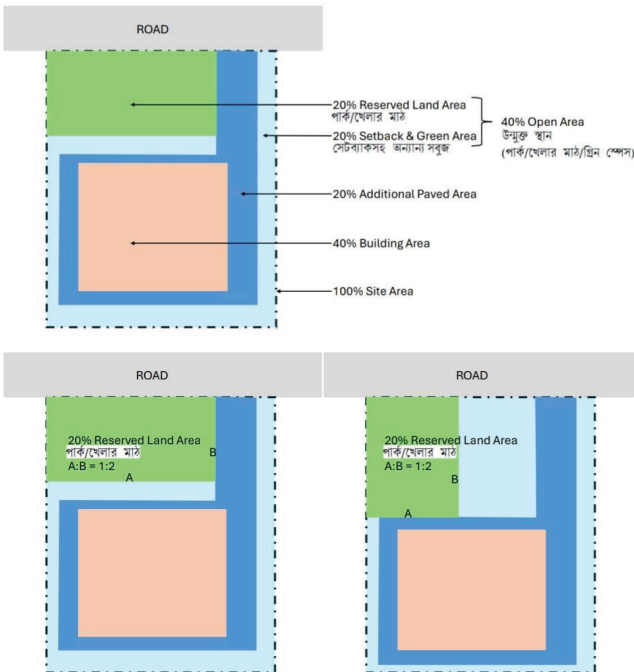 ROAD
20% Reserved Land Area
পার্ক/খেলার মাঠ
20% Setback & Green Area
সেটব্যাকসহ অন্যান্য সবুজ
40% Open Area
উন্মুক্ত স্থান
(পার্ক/খেলার মাঠ/গ্রিন স্পেস)
20% Additional Paved Area
40% Building Area
100% Site Area
ROAD
20% Reserved Land Area
পার্ক/খেলার মাঠ
A:B = 1:2
B
A
ROAD
20% Reserved Land Area
পার্ক/খেলার মাঠ
A:B = 1:2
B
A